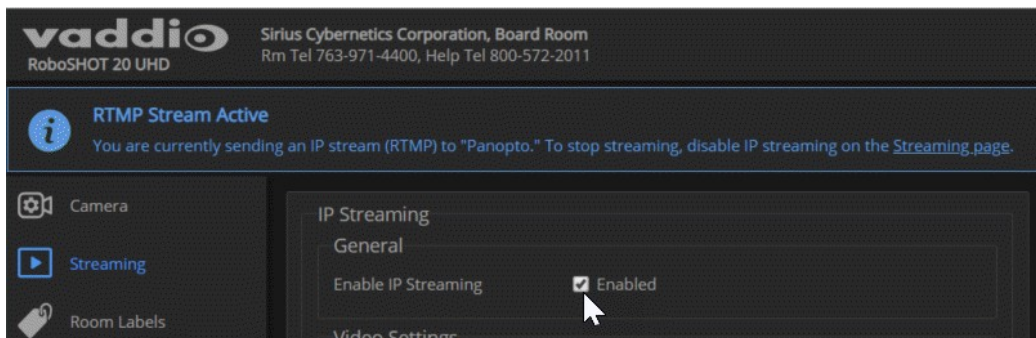 vaddio
RoboSHOT 20 UHD
Sirius Cybernetics Corporation, Board Room
Rm Tel 763-971-4400, Help Tel 800-572-2011
RTMP Stream Active
You are currently sending an IP stream (RTMP) to "Panopto." To stop streaming, disable IP streaming on the Streaming page.
Camera
Streaming
Room Labels
IP Streaming
General
Enable IP Streaming
Enabled
Video Settings